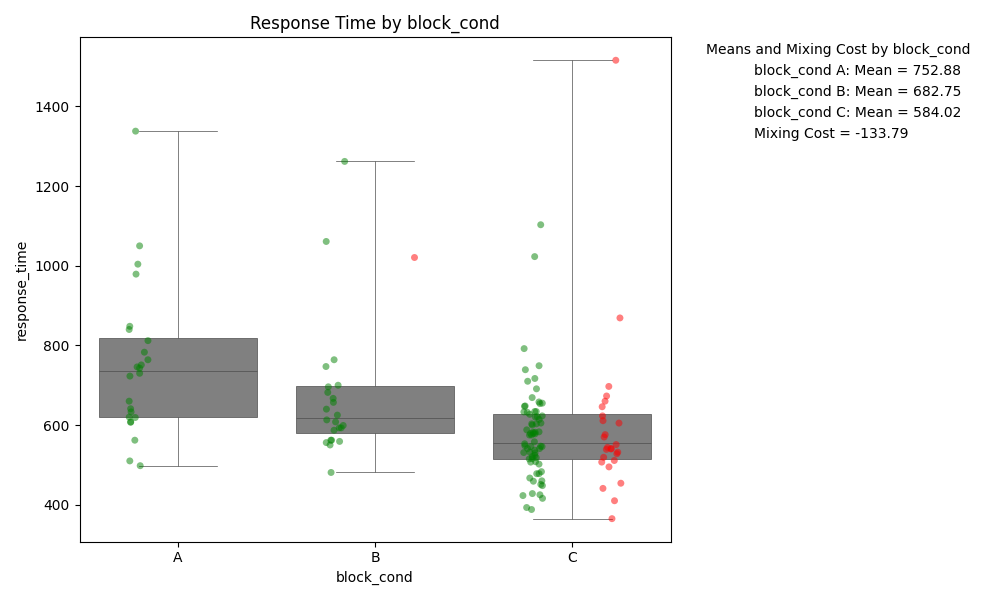 Response Time by block_cond
Means and Mixing Cost by block_cond
block_cond A: Mean = 752.88
block_cond B: Mean = 682.75
block_cond C: Mean = 584.02
Mixing Cost = -133.79
response_time
1400
1200
1000
800
600
400
A B C
block_cond